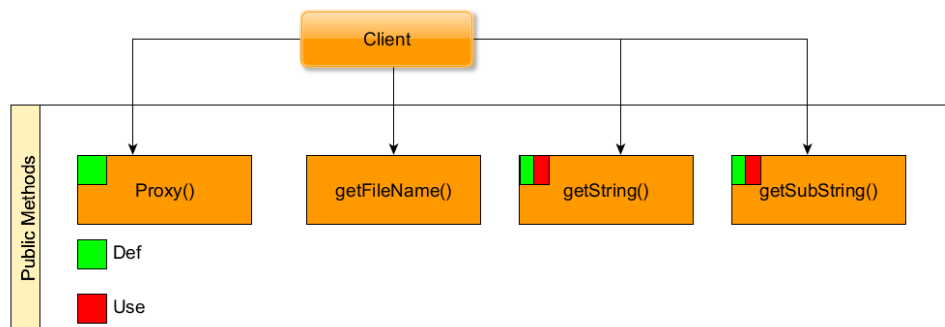 Client
Public Methods
Proxy()
getFileName()
getString()
getSubString()
Def
Use